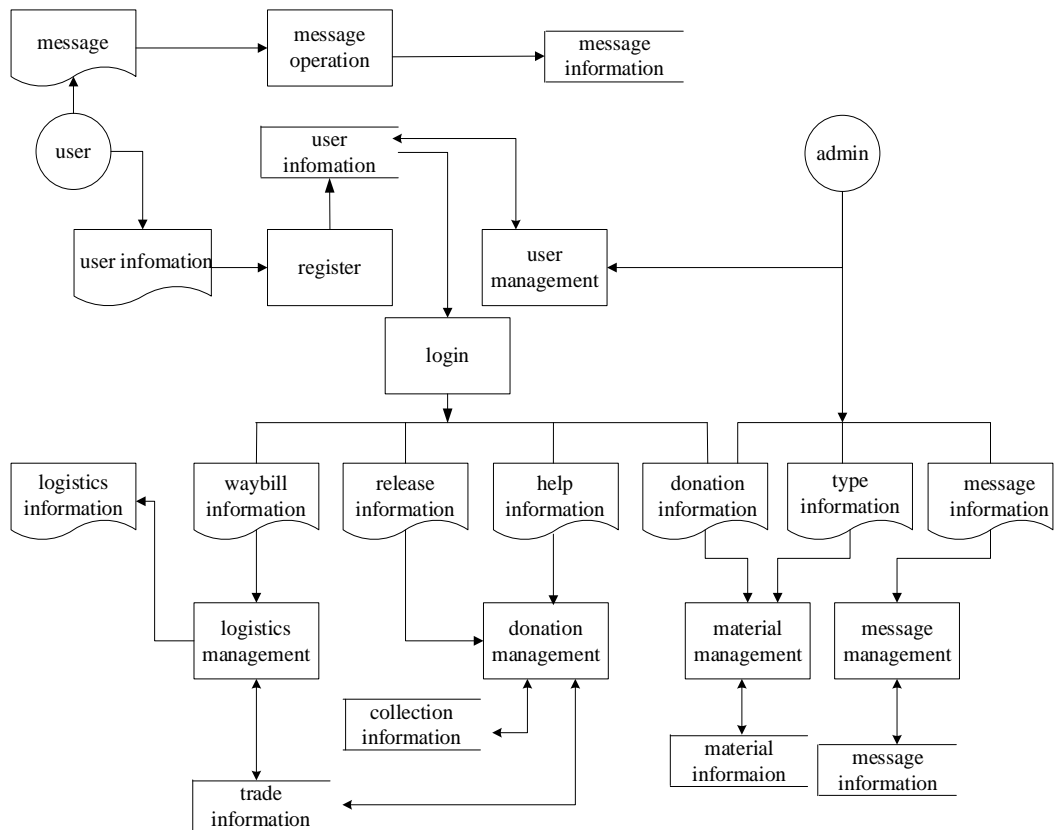 message
message
operation
message
information
user
user
infomation
admin
user infomation
register
user
management
login
logistics
information
waybill
information
release
information
help
information
donation
information
type
information
message
information
logistics
management
donation
management
material
management
message
management
collection
information
material
informaion
message
information
trade
information